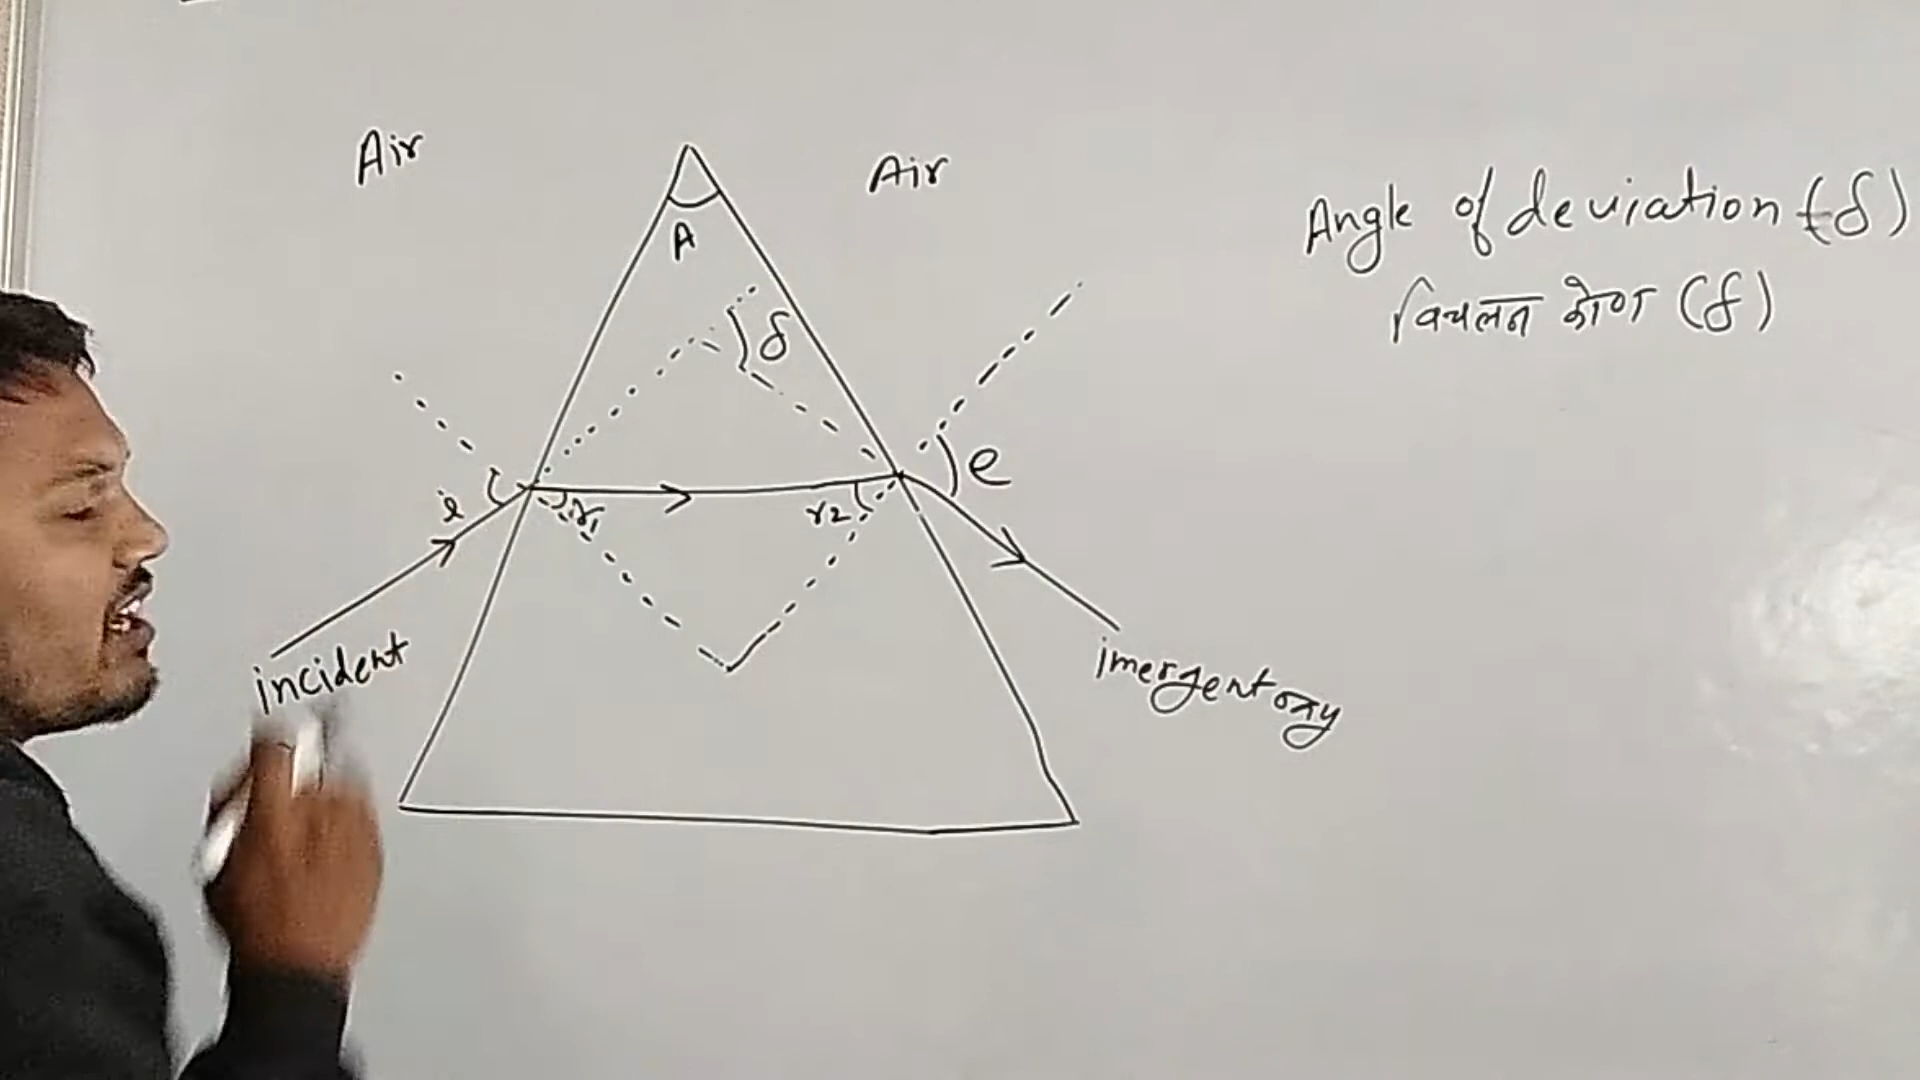 Air
Air
Angle of deviation (δ)
विचलन कोण (δ)
A
δ
i
r1
r2
e
incident
imergent ray